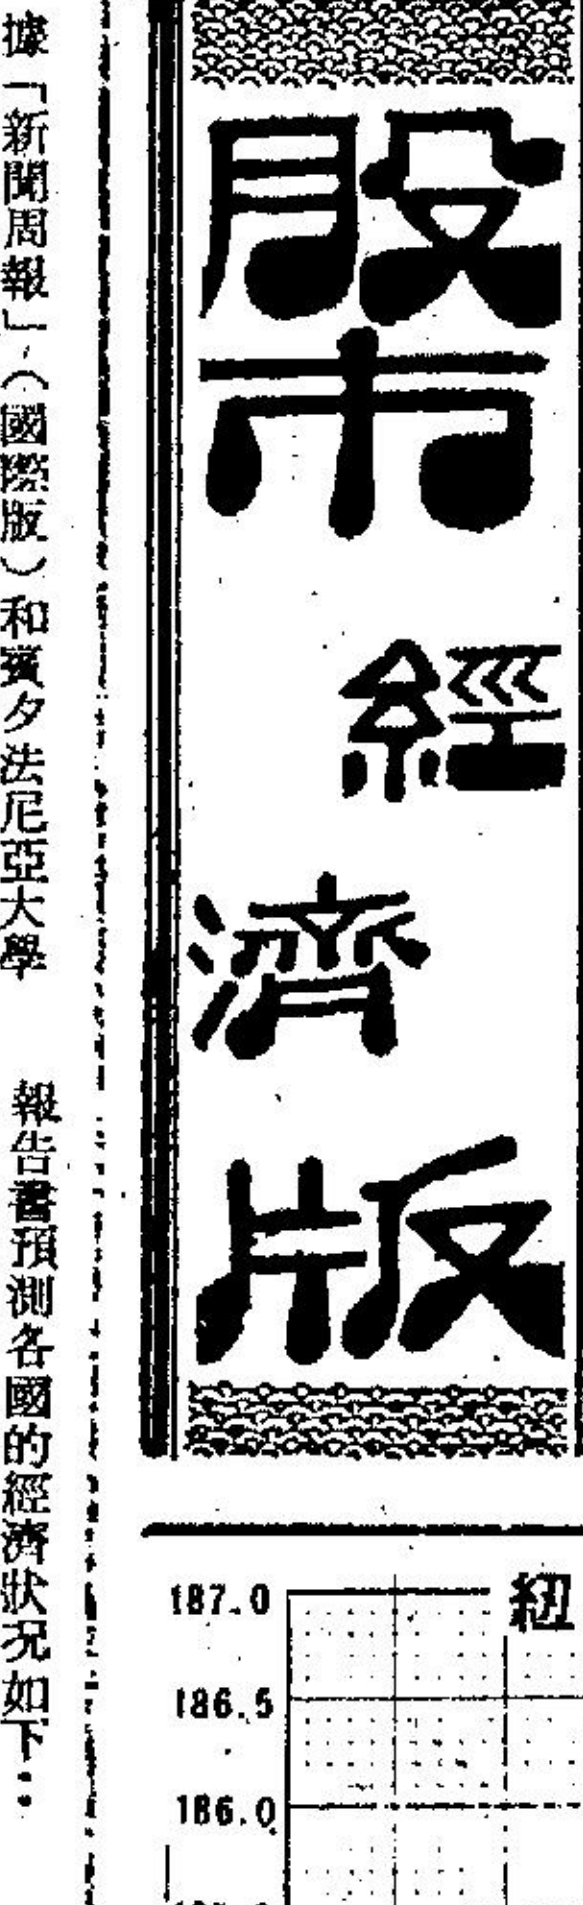 股市
經
濟
版
紐
187.0
186.5
186.0
據「新聞周報」（國際版）和賓夕法尼亞大學
報告書預測各國的經濟狀況如下：